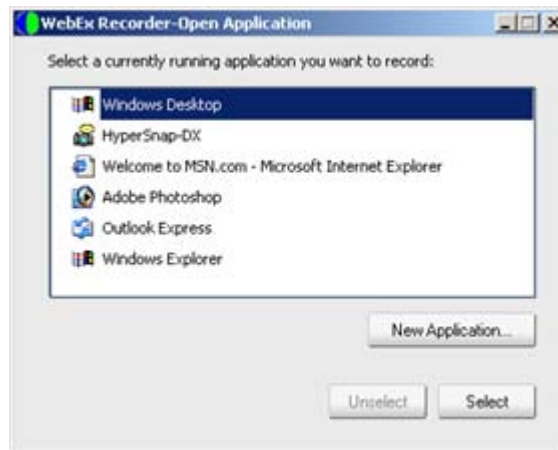 WebEx Recorder-Open Application
Select a currently running application you want to record:
Windows Desktop
HyperSnap-DX
Welcome to MSN.com - Microsoft Internet Explorer
Adobe Photoshop
Outlook Express
Windows Explorer
New Application...
Unselect Select